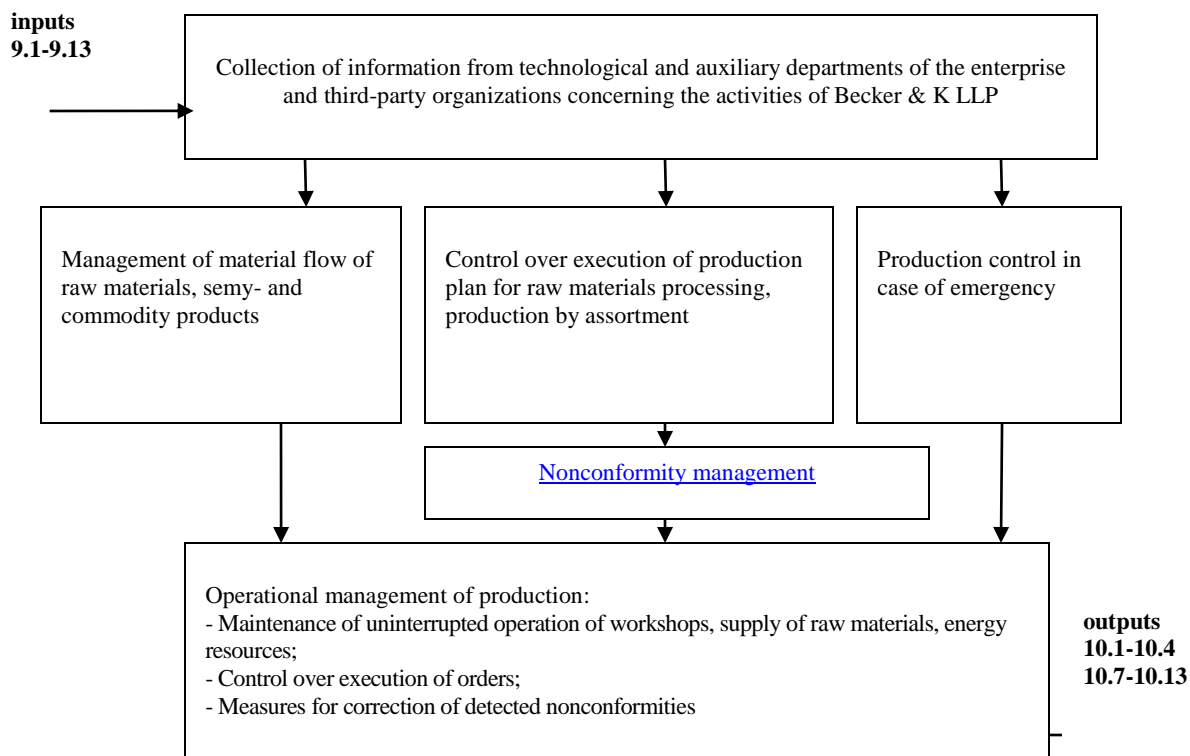 inputs
9.1-9.13
Collection of information from technological and auxiliary departments of the enterprise
and third-party organizations concerning the activities of Becker & K LLP
Management of material flow of
raw materials, semy- and
commodity products
Control over execution of production
plan for raw materials processing,
production by assortment
Production control in
case of emergency
Nonconformity management
Operational management of production:
- Maintenance of uninterrupted operation of workshops, supply of raw materials, energy
resources;
- Control over execution of orders;
- Measures for correction of detected nonconformities
outputs
10.1-10.4
10.7-10.13